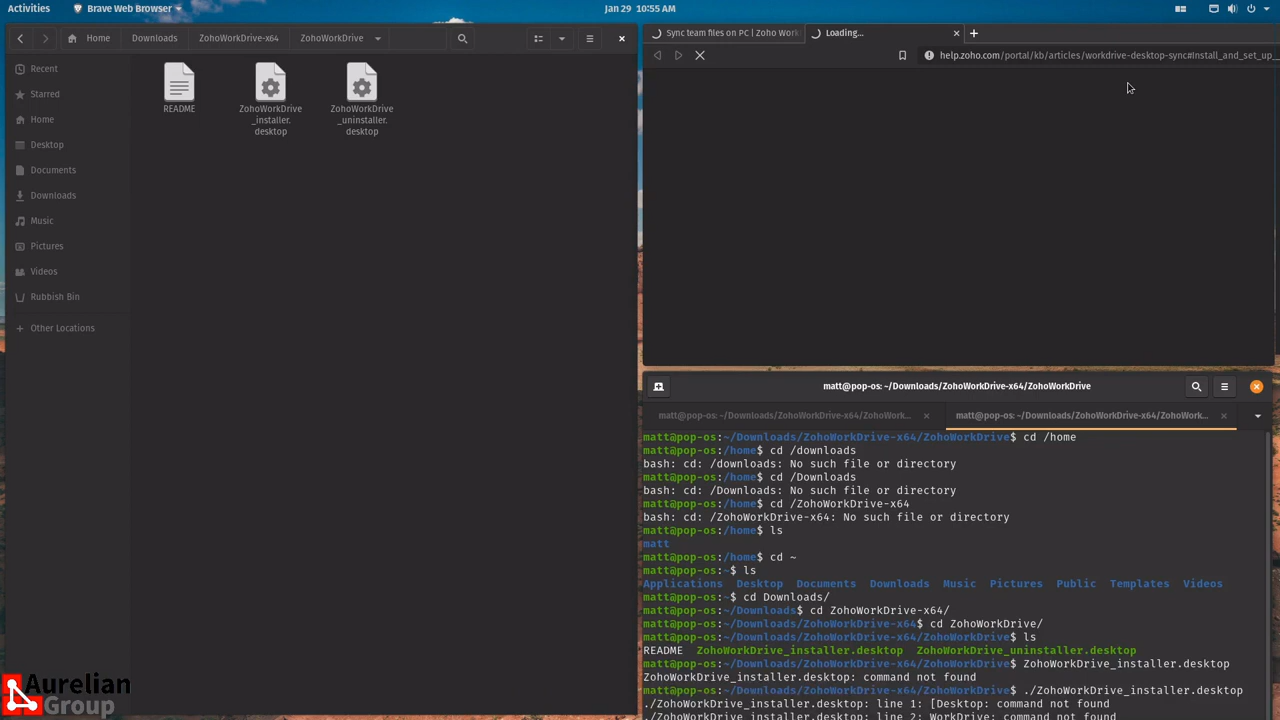 Activities
Brave Web Browser
Jan 29 10:55 AM
Home
Downloads
ZohoWorkDrive-x64
ZohoWorkDrive
Recent
Starred
Home
Desktop
Documents
Downloads
Music
Pictures
Videos
Rubbish Bin
+ Other Locations
README
ZohoWorkDrive
_installer.
desktop
ZohoWorkDrive
_uninstaller.
desktop
Sync team files on PC | Zoho Work
Loading...
help.zoho.com/portal/kb/articles/workdrive-desktop-sync#Install_and_set_up_
matt@pop-os: ~/Downloads/ZohoWorkDrive-x64/ZohoWorkDrive
matt@pop-os: ~/Downloads/ZohoWorkDrive-x64/ZohoWork...
matt@pop-os: ~/Downloads/ZohoWorkDrive-x64/ZohoWork...
matt@pop-os:~/Downloads/ZohoWorkDrive-x64/ZohoWorkDrive$ cd /home
matt@pop-os:/home$ cd /downloads
bash: cd: /downloads: No such file or directory
matt@pop-os:/home$ cd /Downloads
bash: cd: /Downloads: No such file or directory
matt@pop-os:/home$ cd /ZohoWorkDrive-x64
bash: cd: /ZohoWorkDrive-x64: No such file or directory
matt@pop-os:/home$ ls
matt
matt@pop-os:/home$ cd ~
matt@pop-os:~$ ls
Applications Desktop Documents Downloads Music Pictures Public Templates Videos
matt@pop-os:~$ cd Downloads/
matt@pop-os:~/Downloads$ cd ZohoWorkDrive-x64/
matt@pop-os:~/Downloads/ZohoWorkDrive-x64$ cd ZohoWorkDrive/
matt@pop-os:~/Downloads/ZohoWorkDrive-x64/ZohoWorkDrive$ ls
README ZohoWorkDrive_installer.desktop ZohoWorkDrive_uninstaller.desktop
matt@pop-os:~/Downloads/ZohoWorkDrive-x64/ZohoWorkDrive$ ZohoWorkDrive_installer.desktop
ZohoWorkDrive_installer.desktop: command not found
matt@pop-os:~/Downloads/ZohoWorkDrive-x64/ZohoWorkDrive$ ./ZohoWorkDrive_installer.desktop
./ZohoWorkDrive_installer.desktop: line 1: [Desktop: command not found
./ZohoWorkDrive_installer.desktop: line 2: WorkDrive: command not found
Aurelian
Group